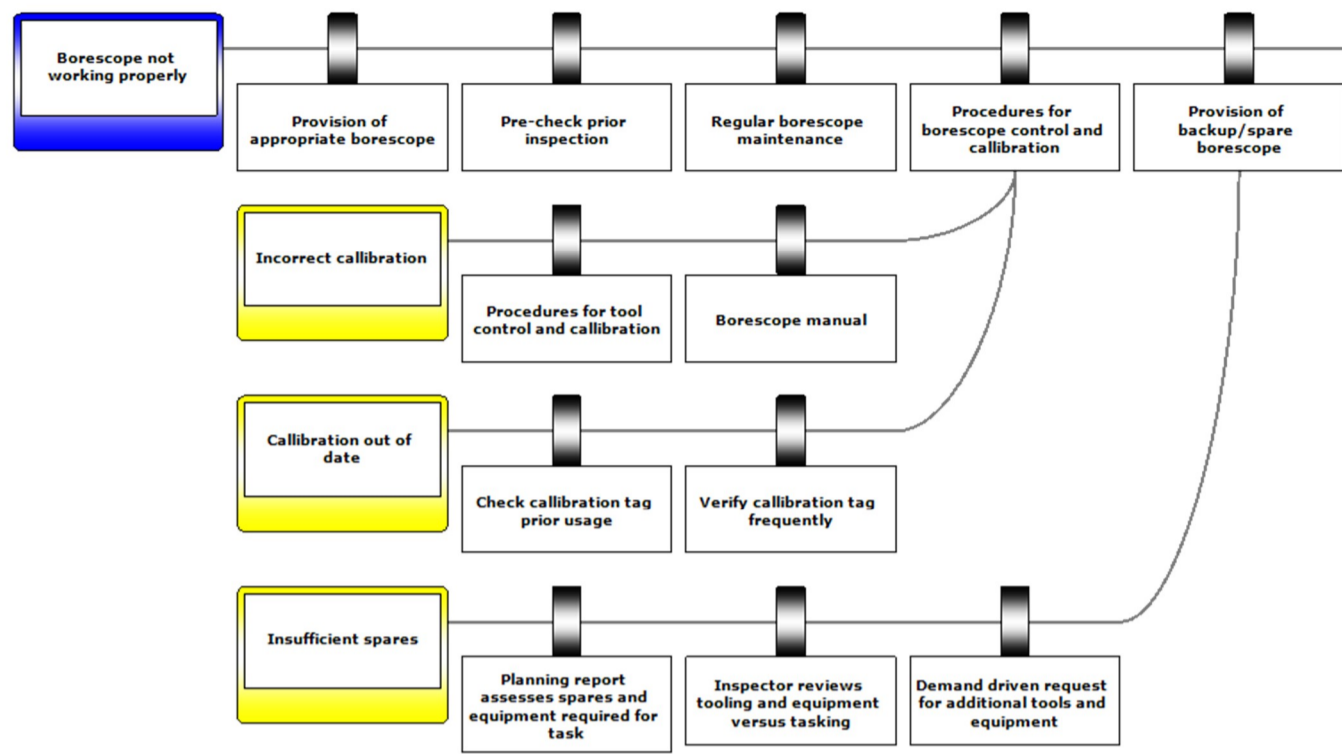 Borescope not
working properly
Provision of
appropriate borescope
Pre-check prior
inspection
Regular borescope
maintenance
Procedures for
borescope control and
callibration
Provision of
backup/spare
borescope
Incorrect callibration
Procedures for tool
control and callibration
Borescope manual
Callibration out of
date
Check callibration tag
prior usage
Verify callibration tag
frequently
Insufficient spares
Planning report
assesses spares and
equipment required for
task
Inspector reviews
tooling and equipment
versus tasking
Demand driven request
for additional tools and
equipment